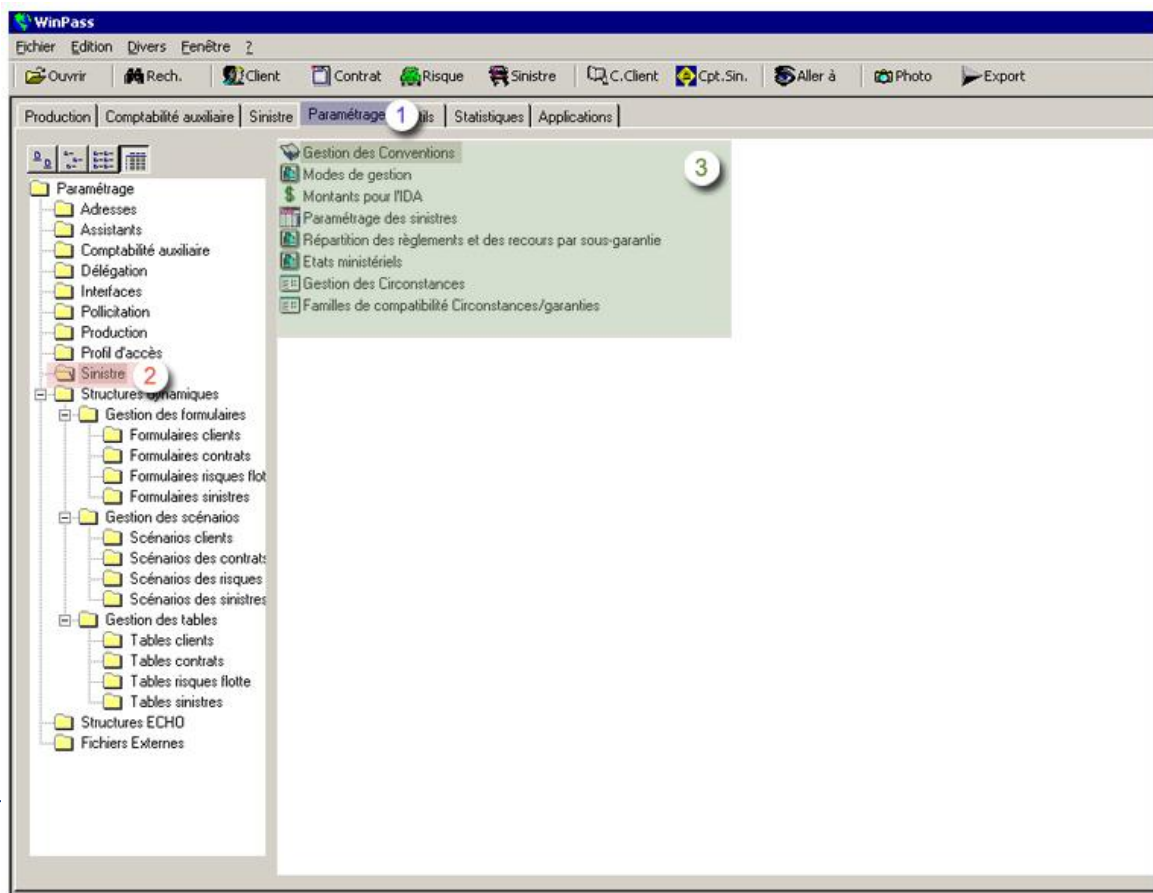 WinPass
Fichier Edition Divers Fenêtre ?
Ouvrir Rech. Client Contrat Risque Sinistre C.Client Cpt.Sin. Aller à Photo Export
Production Comptabilité auxiliaire Sinistre Paramétrage 1 Statistiques Applications
Gestion des Conventions
Modes de gestion
3
Montants pour l'IDA
Paramétrage des sinistres
Répartition des règlements et des recours par sous-garantie
Etats ministériels
Gestion des Circonstances
Familles de compatibilité Circonstances/garanties
Paramétrage
Adresses
Assistants
Comptabilité auxiliaire
Délégation
Interfaces
Pollicitation
Production
Profil d'accès
Sinistre 2
Structures dynamiques
Gestion des formulaires
Formulaires clients
Formulaires contrats
Formulaires risques flot
Formulaires sinistres
Gestion des scénarios
Scénarios clients
Scénarios des contrats
Scénarios des risques
Scénarios des sinistres
Gestion des tables
Tables clients
Tables contrats
Tables risques flotte
Tables sinistres
Structures ECHO
Fichiers Externes